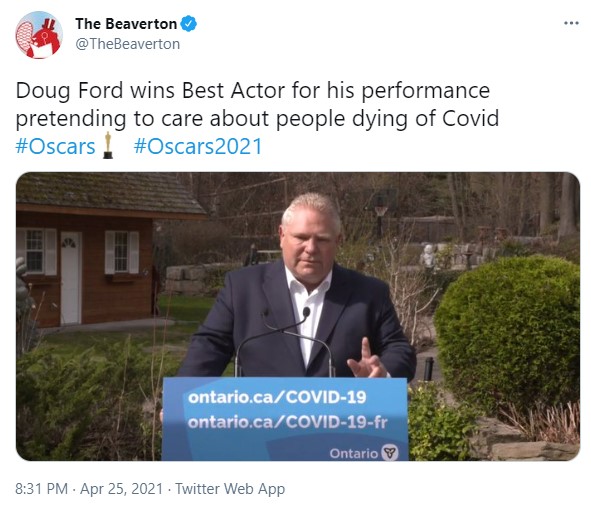 The Beaverton
@TheBeaverton
Doug Ford wins Best Actor for his performance
pretending to care about people dying of Covid
#Oscars #Oscars2021
ontario.ca/COVID-19
ontario.ca/COVID-19-fr
Ontario
8:31 PM · Apr 25, 2021 · Twitter Web App